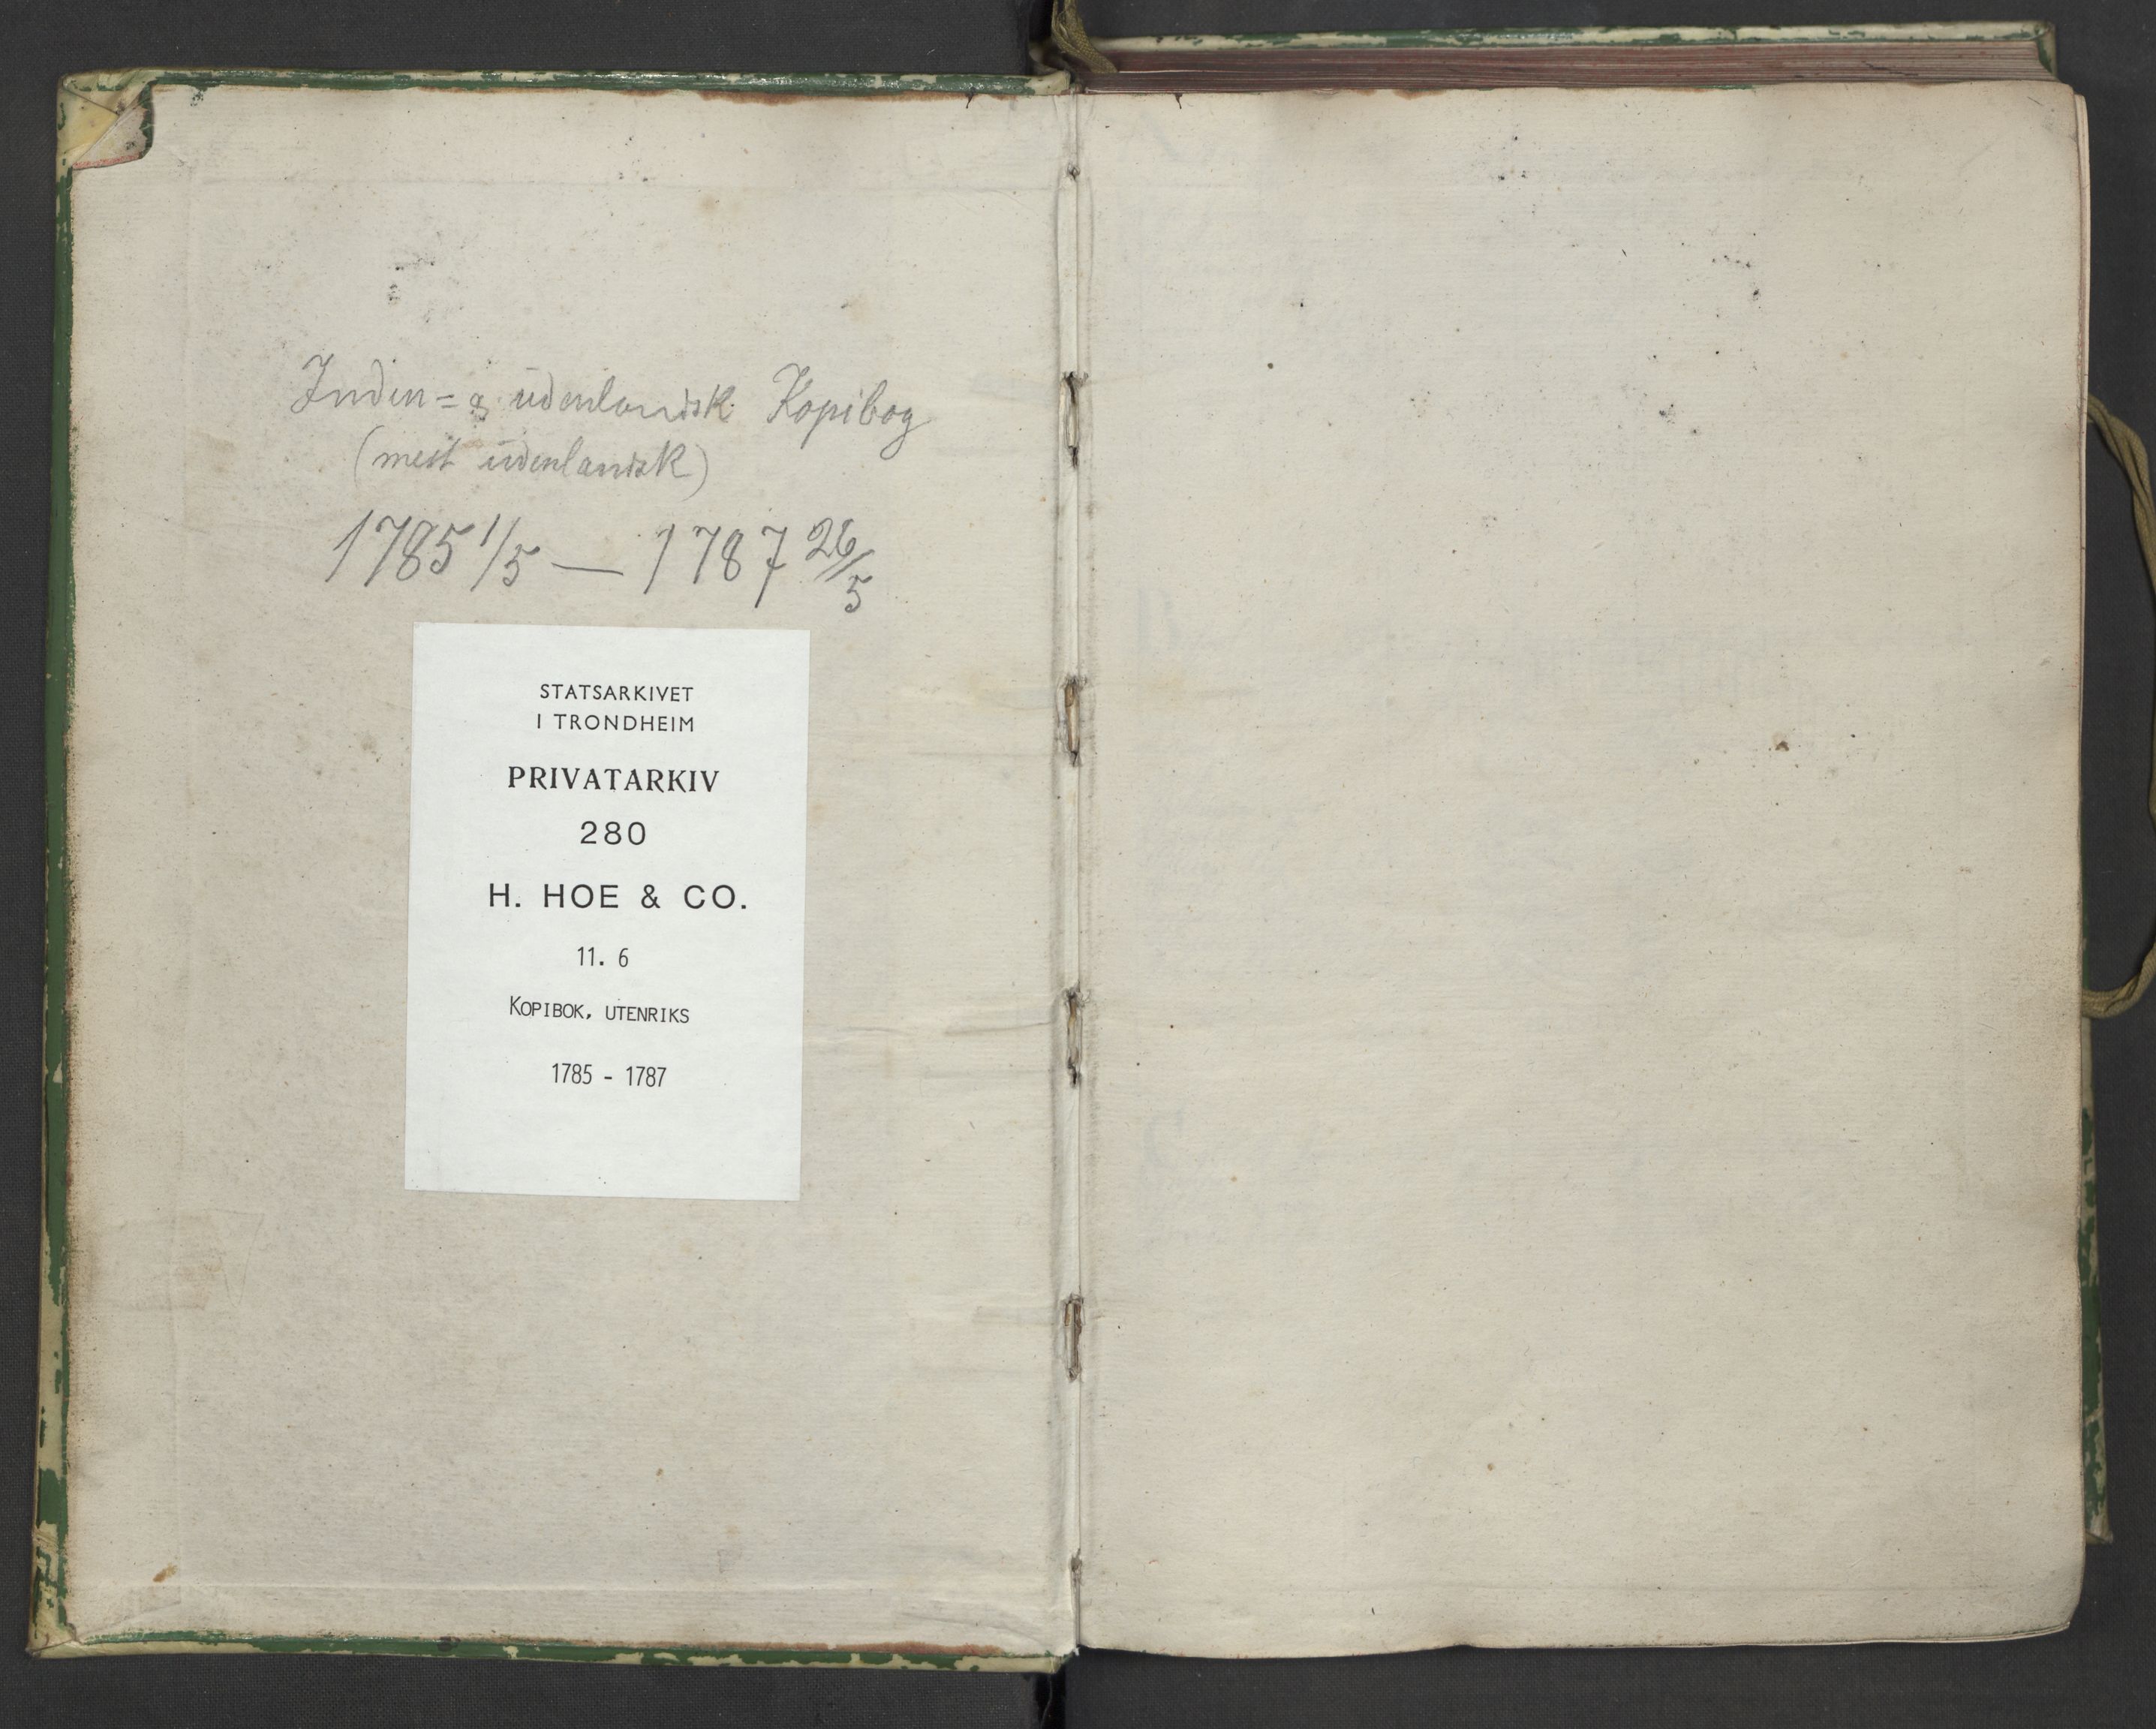 Inden= & udenlandsk Kopibog
(mest udenlandsk)
1785 1/5 — 1787 26/5
STATSARKIVET
I TRONDHEIM
PRIVATARKIV
280
H. HOE & CO.
11. 6
KOPIBOK, UTENRIKS
1785 - 1787